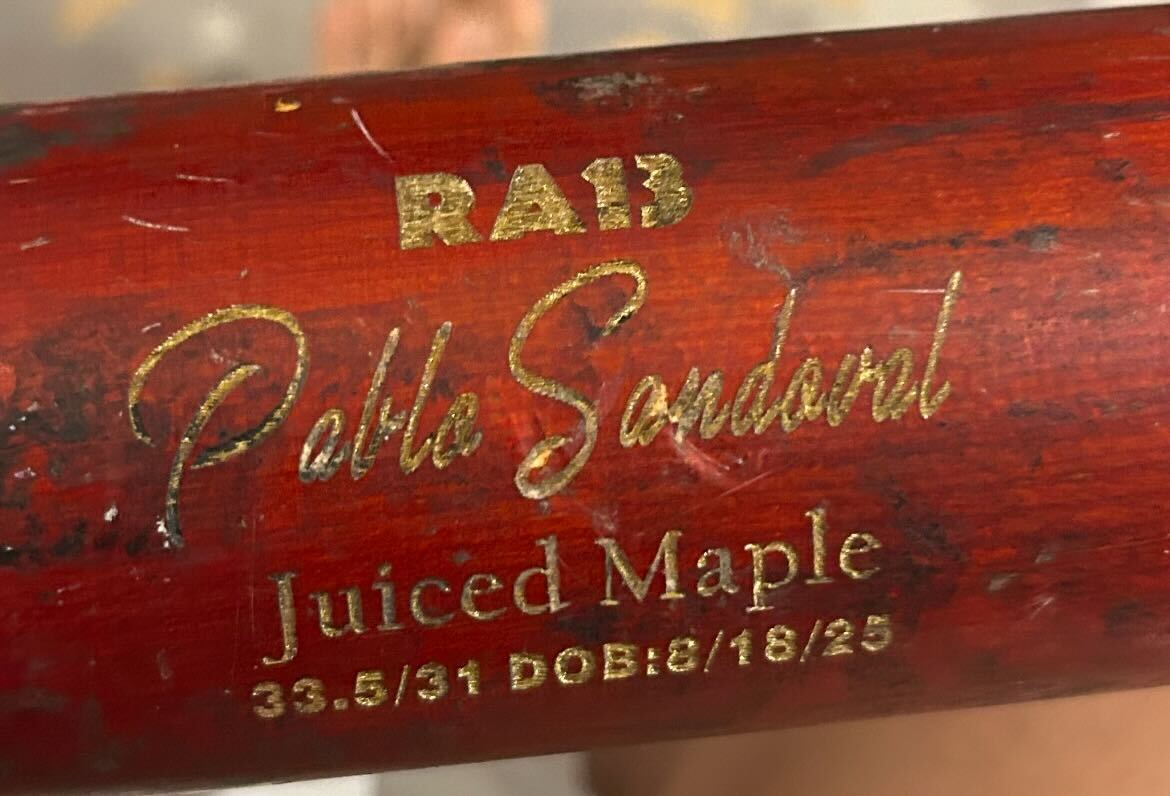 RA13
Pablo Sandoval
Juiced Maple
33.5/31 DOB:8/18/25